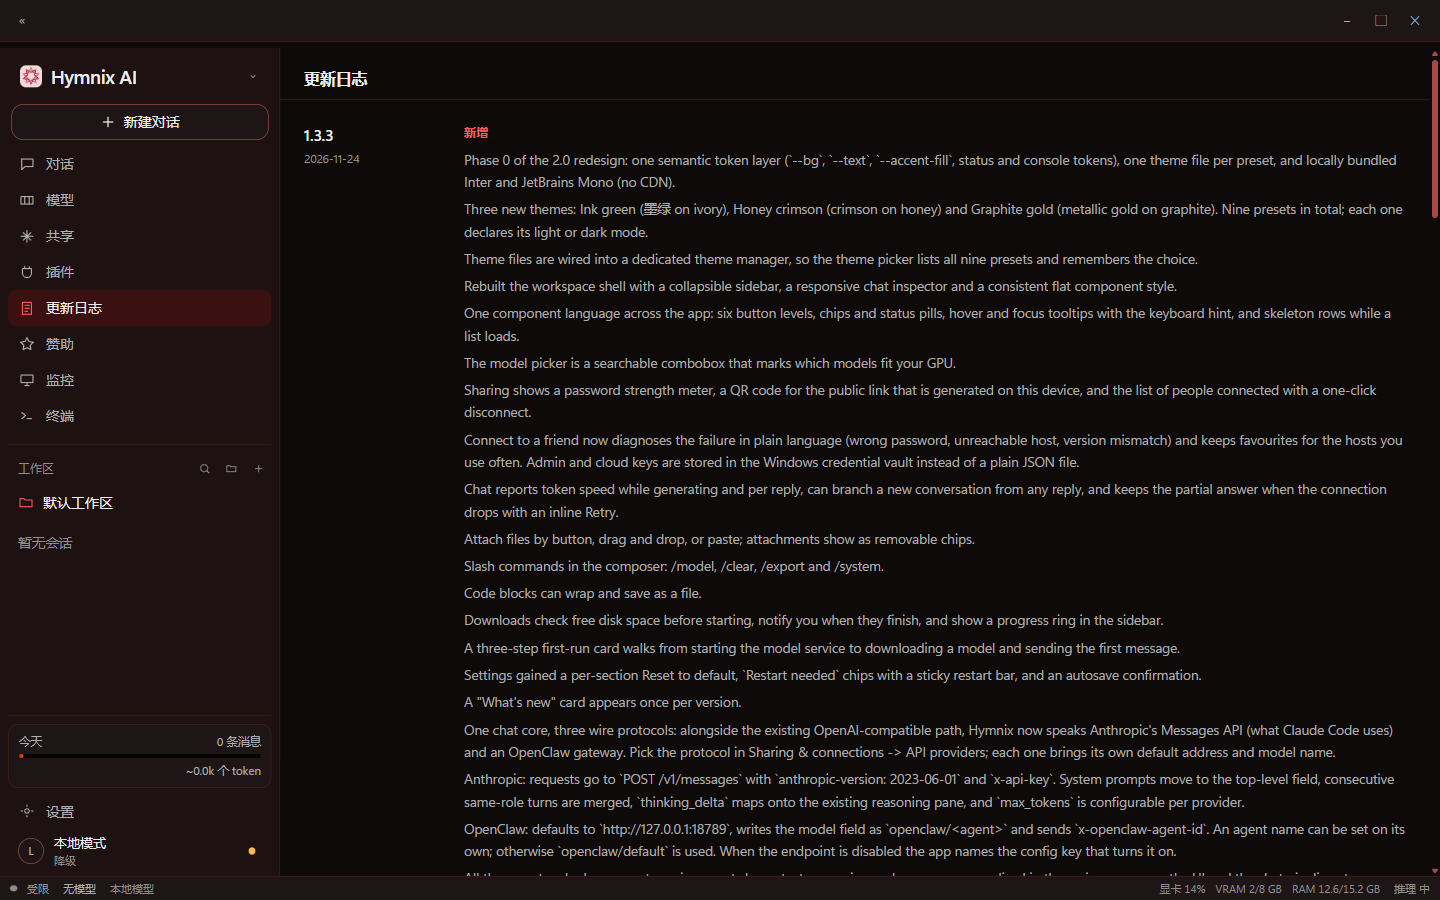 «
Hymnix AI
新建对话
对话
模型
共享
插件
更新日志
赞助
监控
终端
工作区
默认工作区
暂无会话
今天 0 条消息
~0.0k 个 token
设置
L 本地模式
降级
更新日志
1.3.3
2026-11-24
新增
Phase 0 of the 2.0 redesign: one semantic token layer (`--bg`, `--text`, `--accent-fill`, status and console tokens), one theme file per preset, and locally bundled
Inter and JetBrains Mono (no CDN).
Three new themes: Ink green (墨绿 on ivory), Honey crimson (crimson on honey) and Graphite gold (metallic gold on graphite). Nine presets in total; each one
declares its light or dark mode.
Theme files are wired into a dedicated theme manager, so the theme picker lists all nine presets and remembers the choice.
Rebuilt the workspace shell with a collapsible sidebar, a responsive chat inspector and a consistent flat component style.
One component language across the app: six button levels, chips and status pills, hover and focus tooltips with the keyboard hint, and skeleton rows while a
list loads.
The model picker is a searchable combobox that marks which models fit your GPU.
Sharing shows a password strength meter, a QR code for the public link that is generated on this device, and the list of people connected with a one-click
disconnect.
Connect to a friend now diagnoses the failure in plain language (wrong password, unreachable host, version mismatch) and keeps favourites for the hosts you
use often. Admin and cloud keys are stored in the Windows credential vault instead of a plain JSON file.
Chat reports token speed while generating and per reply, can branch a new conversation from any reply, and keeps the partial answer when the connection
drops with an inline Retry.
Attach files by button, drag and drop, or paste; attachments show as removable chips.
Slash commands in the composer: /model, /clear, /export and /system.
Code blocks can wrap and save as a file.
Downloads check free disk space before starting, notify you when they finish, and show a progress ring in the sidebar.
A three-step first-run card walks from starting the model service to downloading a model and sending the first message.
Settings gained a per-section Reset to default, `Restart needed` chips with a sticky restart bar, and an autosave confirmation.
A "What's new" card appears once per version.
One chat core, three wire protocols: alongside the existing OpenAI-compatible path, Hymnix now speaks Anthropic's Messages API (what Claude Code uses)
and an OpenClaw gateway. Pick the protocol in Sharing & connections -> API providers; each one brings its own default address and model name.
Anthropic: requests go to `POST /v1/messages` with `anthropic-version: 2023-06-01` and `x-api-key`. System prompts move to the top-level field, consecutive
same-role turns are merged, `thinking_delta` maps onto the existing reasoning pane, and `max_tokens` is configurable per provider.
OpenClaw: defaults to `http://127.0.0.1:18789`, writes the model field as `openclaw/<agent>` and sends `x-openclaw-agent-id`. An agent name can be set on its
own; otherwise `openclaw/default` is used. When the endpoint is disabled the app names the config key that turns it on.
受限 无模型 本地模型
显卡 14% VRAM 2/8 GB RAM 12.6/15.2 GB 推理 中